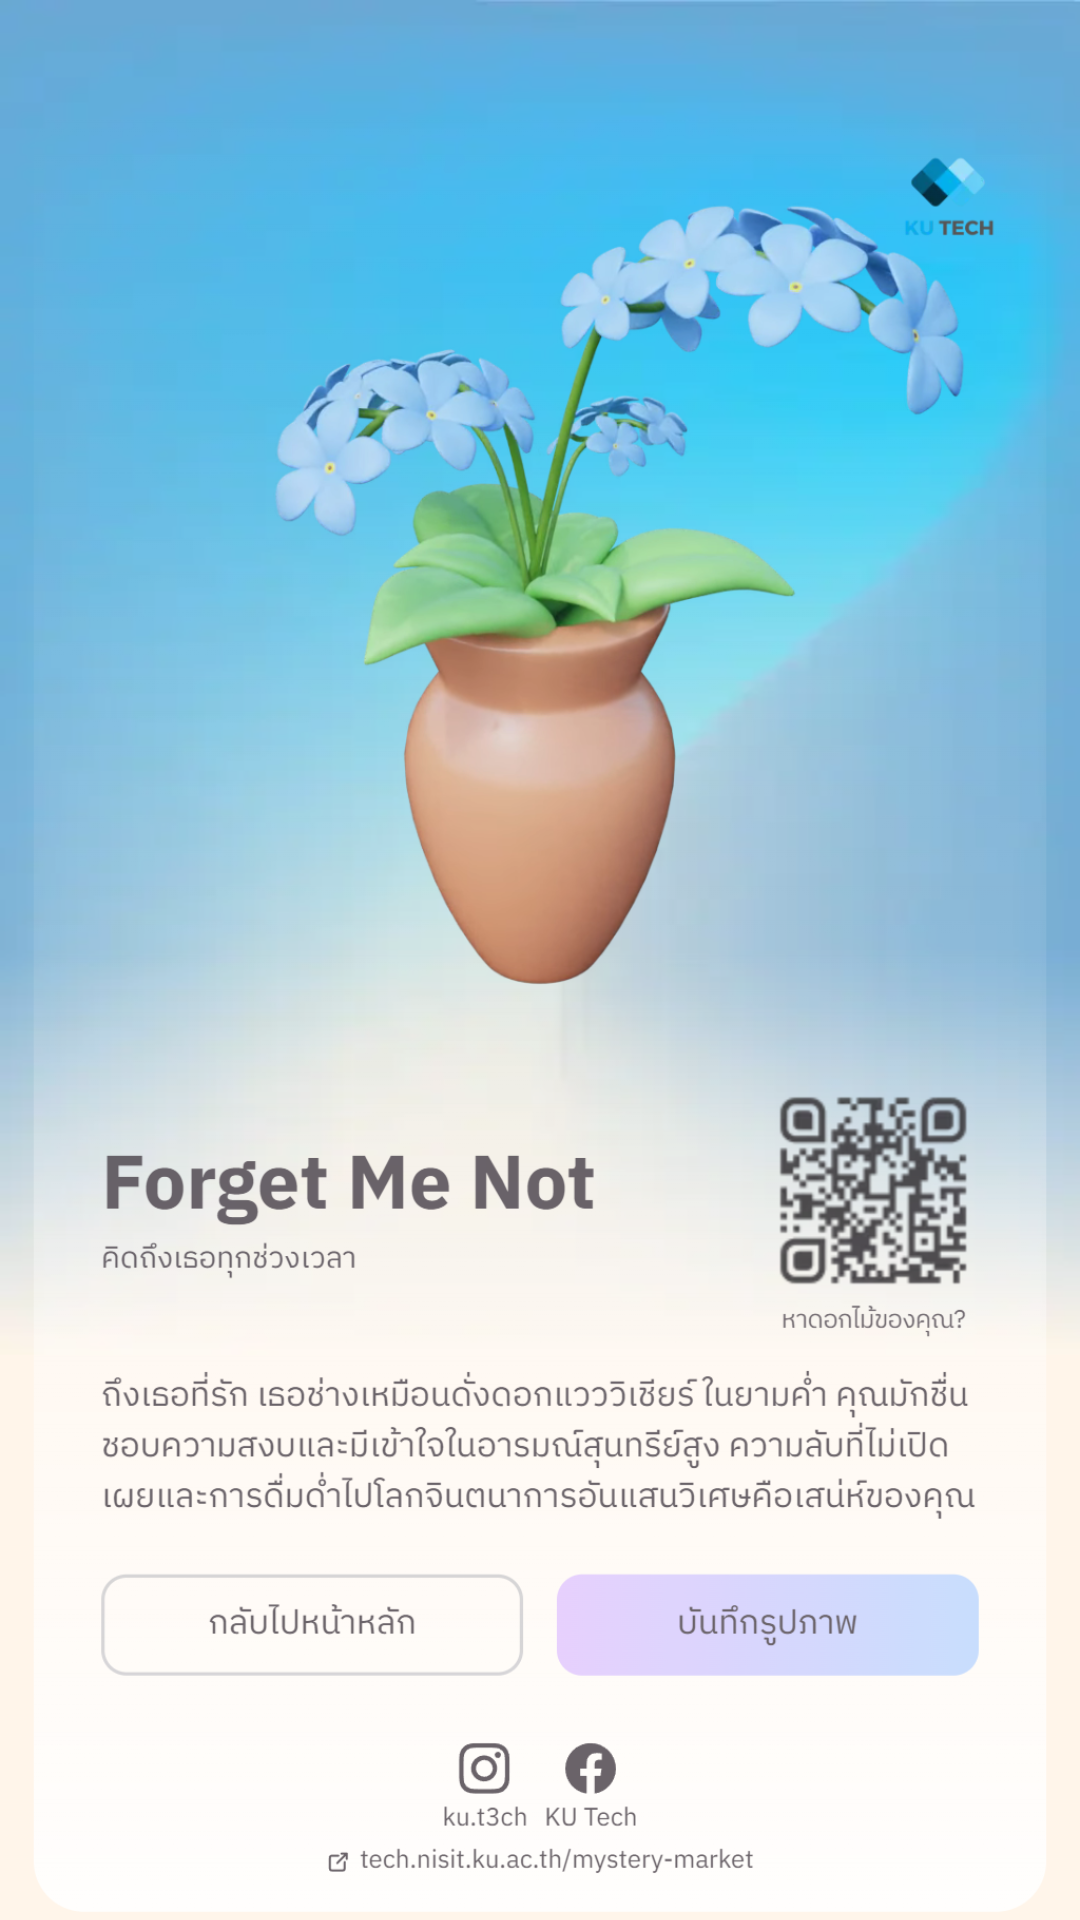 KU TECH
Forget Me Not
คิดถึงเธอทุกช่วงเวลา
หาดอกไม้ของคุณ?
ถึงเธอที่รัก เธอช่างเหมือนดั่งดอกแวววิเชียร์ ในยามค่ำ คุณมักชื่น
ชอบความสงบและมีเข้าใจในอารมณ์สุนทรีย์สูง ความลับที่ไม่เปิด
เผยและการดื่มด่ำไปโลกจินตนาการอันแสนวิเศษคือเสน่ห์ของคุณ
กลับไปหน้าหลัก
บันทึกรูปภาพ
ku.t3ch KU Tech
tech.nisit.ku.ac.th/mystery-market